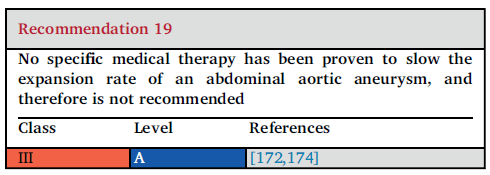 Recommendation 19
No specific medical therapy has been proven to slow the
expansion rate of an abdominal aortic aneurysm, and
therefore is not recommended
Class Level References
III A [172,174]